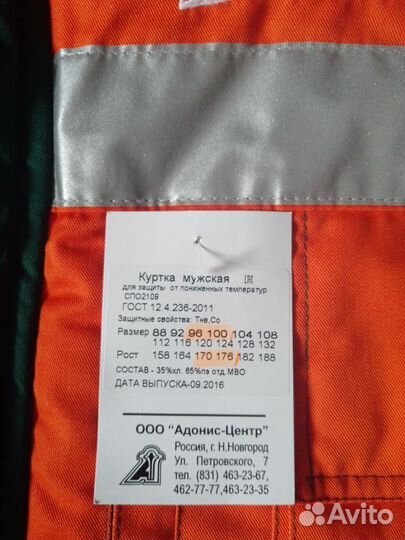 Куртка мужская ЕАС
для защиты от пониженных температур
СПО2109
ГОСТ 12.4.236-2011
Защитные свойства: Тнв,Со
Размер 88 92 96 100 104 108
112 116 120 124 128 132
Рост 158 164 170 176 182 188
СОСТАВ - 35%хл. 65%пэ отд.МВО
ДАТА ВЫПУСКА-09.2016
ООО "Адонис-Центр"
Россия, г. Н.Новгород
Ул. Петровского, 7
тел. (831) 463-23-67,
462-77-77,463-23-35
Avito